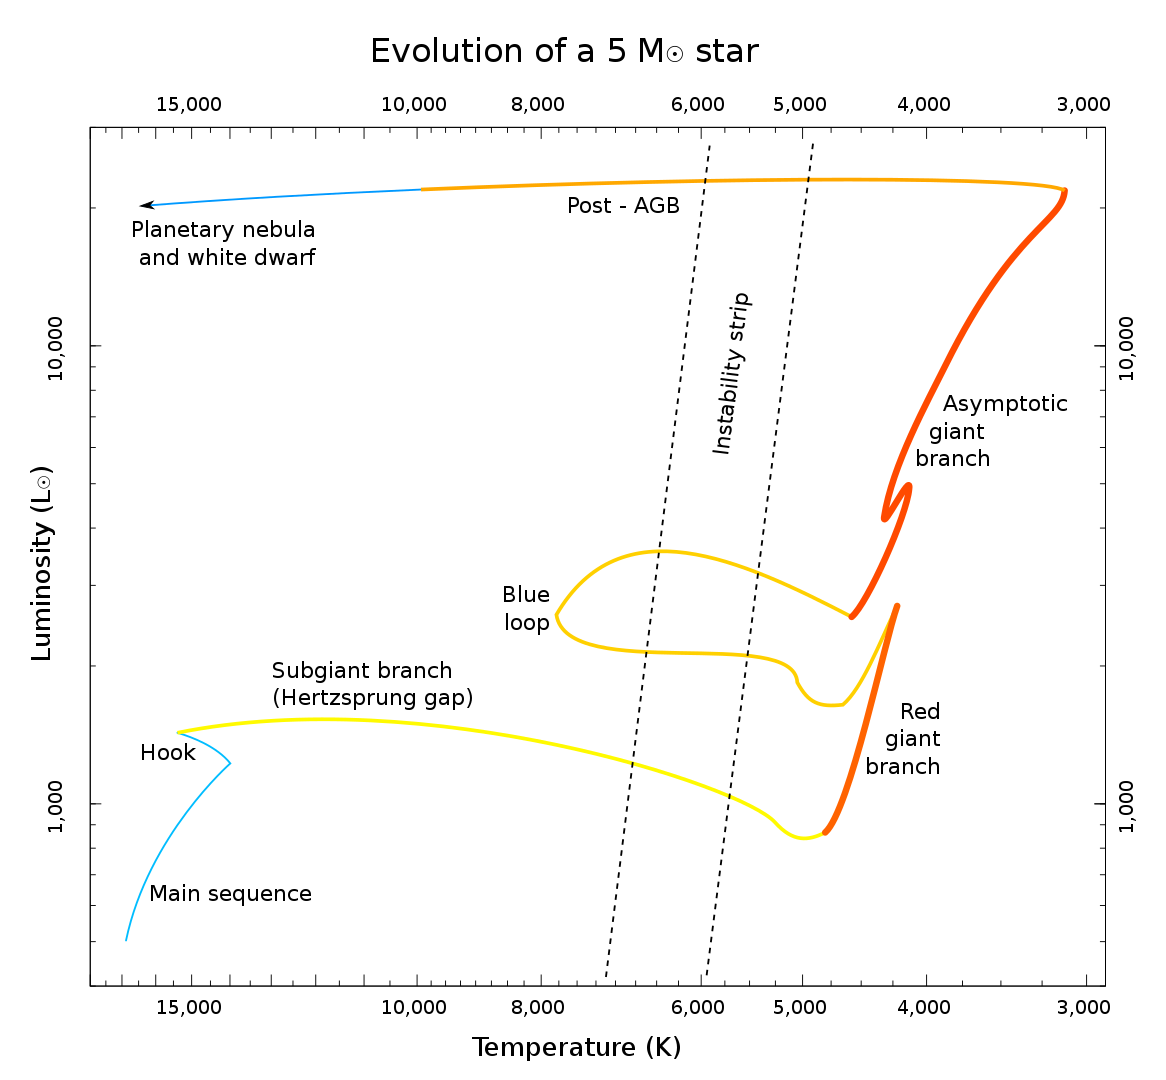 Evolution of a 5 M☉ star
15,000 10,000 8,000 6,000 5,000 4,000 3,000
Post - AGB
Planetary nebula
and white dwarf
Instability strip
10,000
10,000
Asymptotic
giant
branch
Luminosity (L☉)
Blue
loop
Subgiant branch
(Hertzsprung gap)
Red
giant
branch
Hook
1,000
1,000
Main sequence
15,000 10,000 8,000 6,000 5,000 4,000 3,000
Temperature (K)